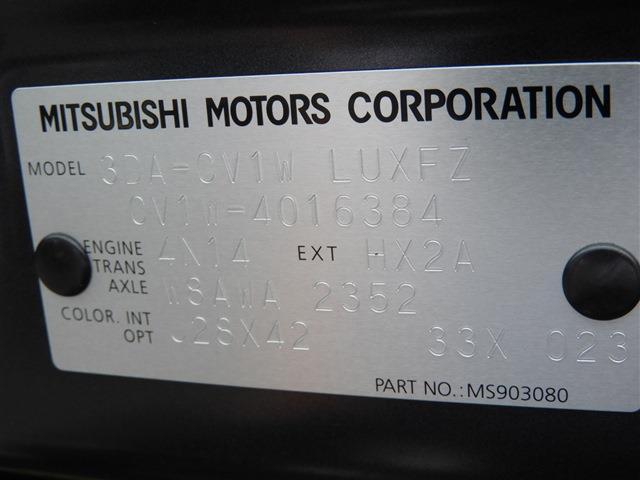 MITSUBISHI MOTORS CORPORATION
MODEL 3DA-CV1W LUXFZ
CV1W-4016384
ENGINE 4N14 EXT HX2A
TRANS
AXLE W8AWA 2352
COLOR. INT
OPT C28X42 33X 023
PART NO.:MS903080